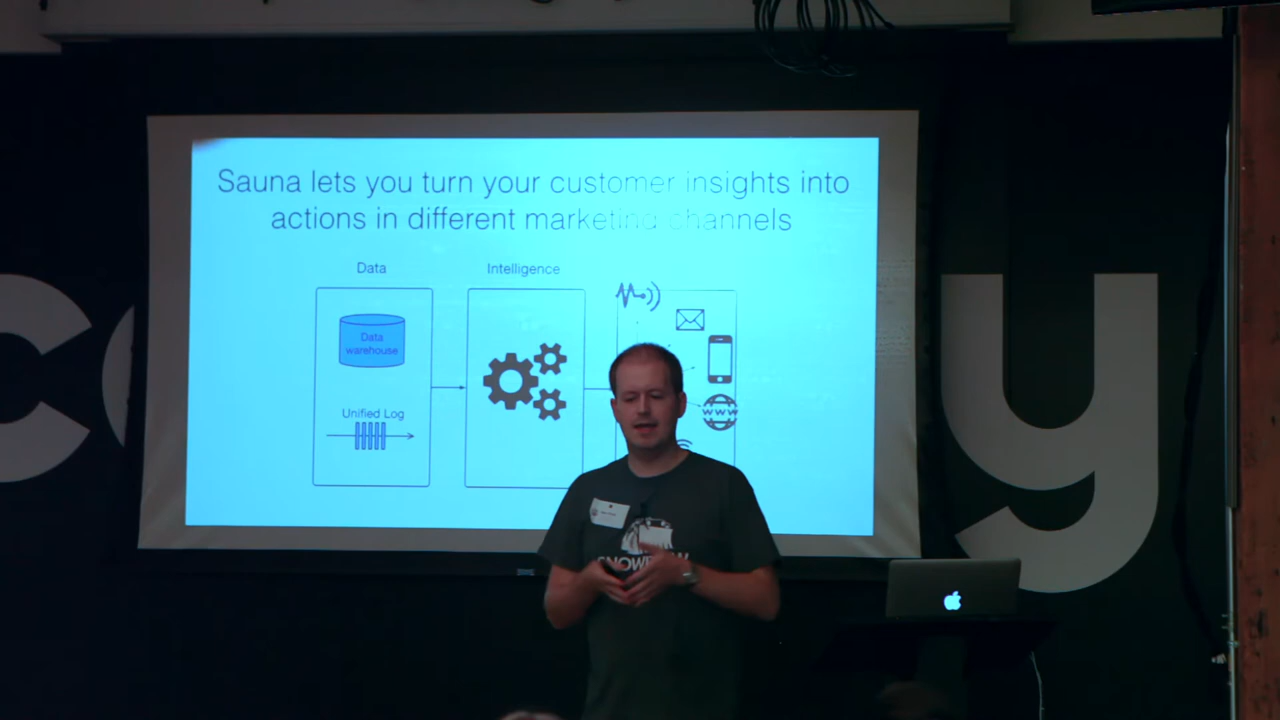 Sauna lets you turn your customer insights into
actions in different marketing channels
Data
Intelligence
Data
warehouse
Unified Log
www